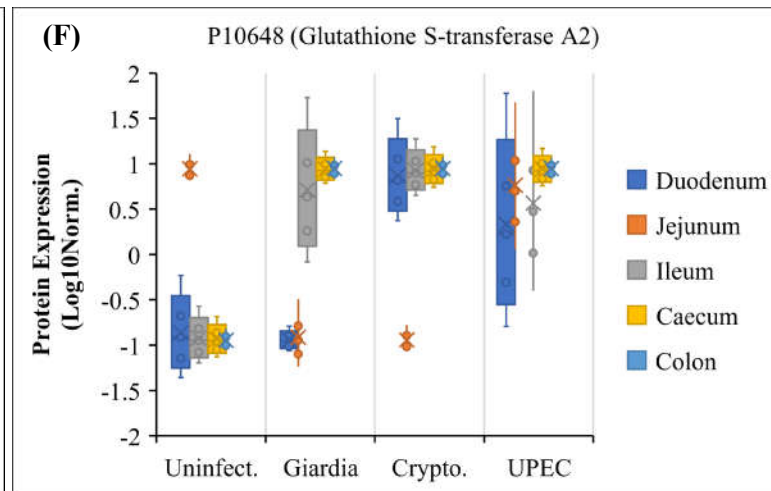 (F)
P10648 (Glutathione S-transferase A2)
Protein Expression
(Log10Norm.)
2
1.5
1
0.5
0
-0.5
-1
-1.5
-2
Uninfect.
Giardia
Crypto.
UPEC
Duodenum
Jejunum
Ileum
Caecum
Colon